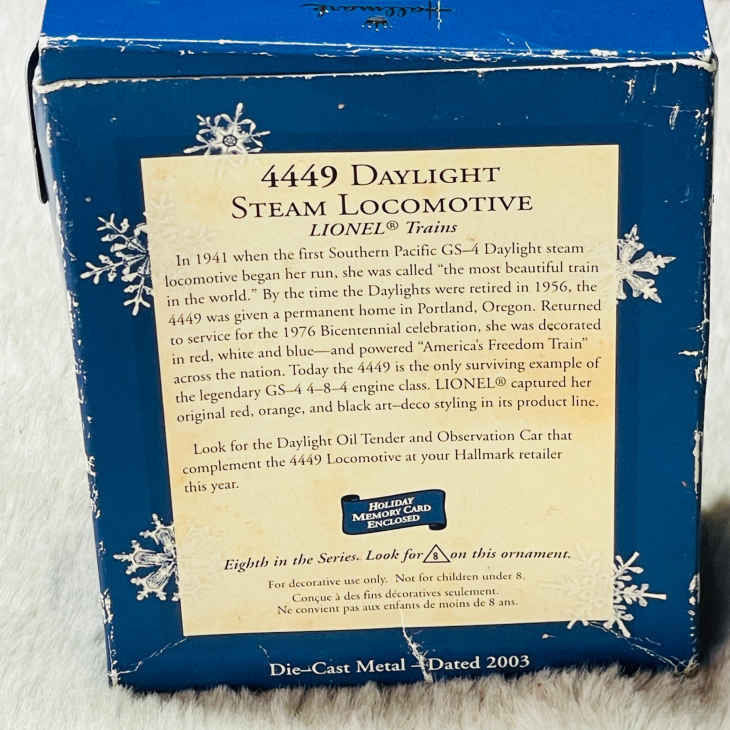 Hallmark
4449 DAYLIGHT
STEAM LOCOMOTIVE
LIONEL® Trains
In 1941 when the first Southern Pacific GS–4 Daylight steam
locomotive began her run, she was called “the most beautiful train
in the world.” By the time the Daylights were retired in 1956, the
4449 was given a permanent home in Portland, Oregon. Returned
to service for the 1976 Bicentennial celebration, she was decorated
in red, white and blue—and powered “America's Freedom Train”
across the nation. Today the 4449 is the only surviving example of
the legendary GS–4 4–8–4 engine class. LIONEL® captured her
original red, orange, and black art–deco styling in its product line.
Look for the Daylight Oil Tender and Observation Car that
complement the 4449 Locomotive at your Hallmark retailer
this year.
HOLIDAY
MEMORY CARD
ENCLOSED
Eighth in the Series. Look for 8 on this ornament.
For decorative use only. Not for children under 8.
Conçue à des fins décoratives seulement.
Ne convient pas aux enfants de moins de 8 ans.
Die–Cast Metal –Dated 2003